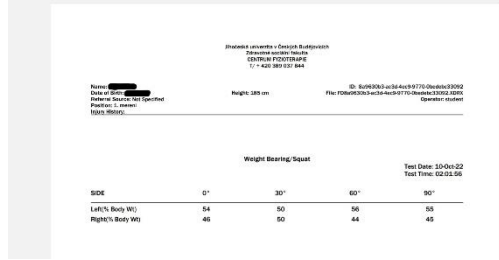 Jihočeská univerzita v Českých Budějovicích
Zdravotně sociální fakulta
CENTRUM FYZIOTERAPIE
T/ + 420 389 037 844
Name:
Date of Birth:
Referral Source: Not Specified
Position: 1. mereni
Injury History:
Height: 185 cm
Operator: student
Weight Bearing/Squat
Test Date: 10-Oct-22
Test Time: 02:01:56
SIDE 0° 30° 60° 90°
Left(% Body Wt) 54 50 56 55
Right(% Body Wt) 46 50 44 45